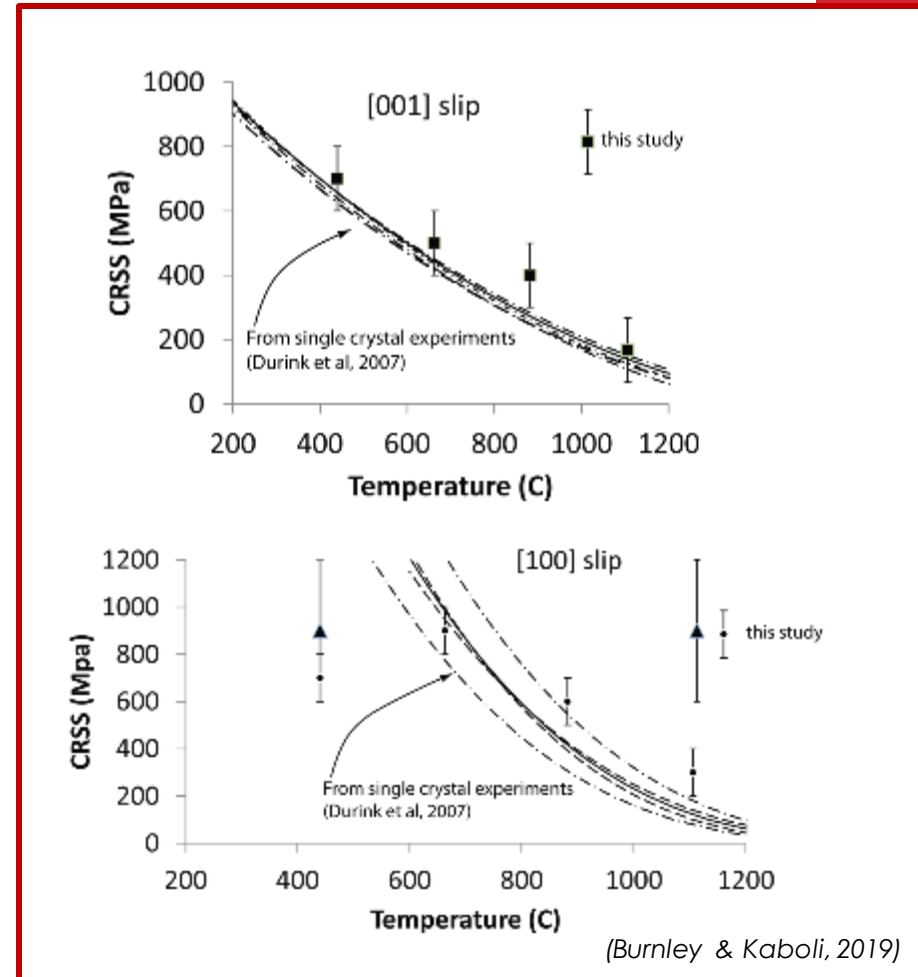 1000
[001] slip
800
this study
600
400
200
0
CRSS (MPa)
From single crystal experiments
(Durink et al, 2007)
200 400 600 800 1000 1200
Temperature (C)
[100] slip
1200
1000
this study
800
600
400
200
0
CRSS (Mpa)
From single crystal experiments
(Durink et al, 2007)
200 400 600 800 1000 1200
Temperature (C)
(Burnley & Kaboli, 2019)